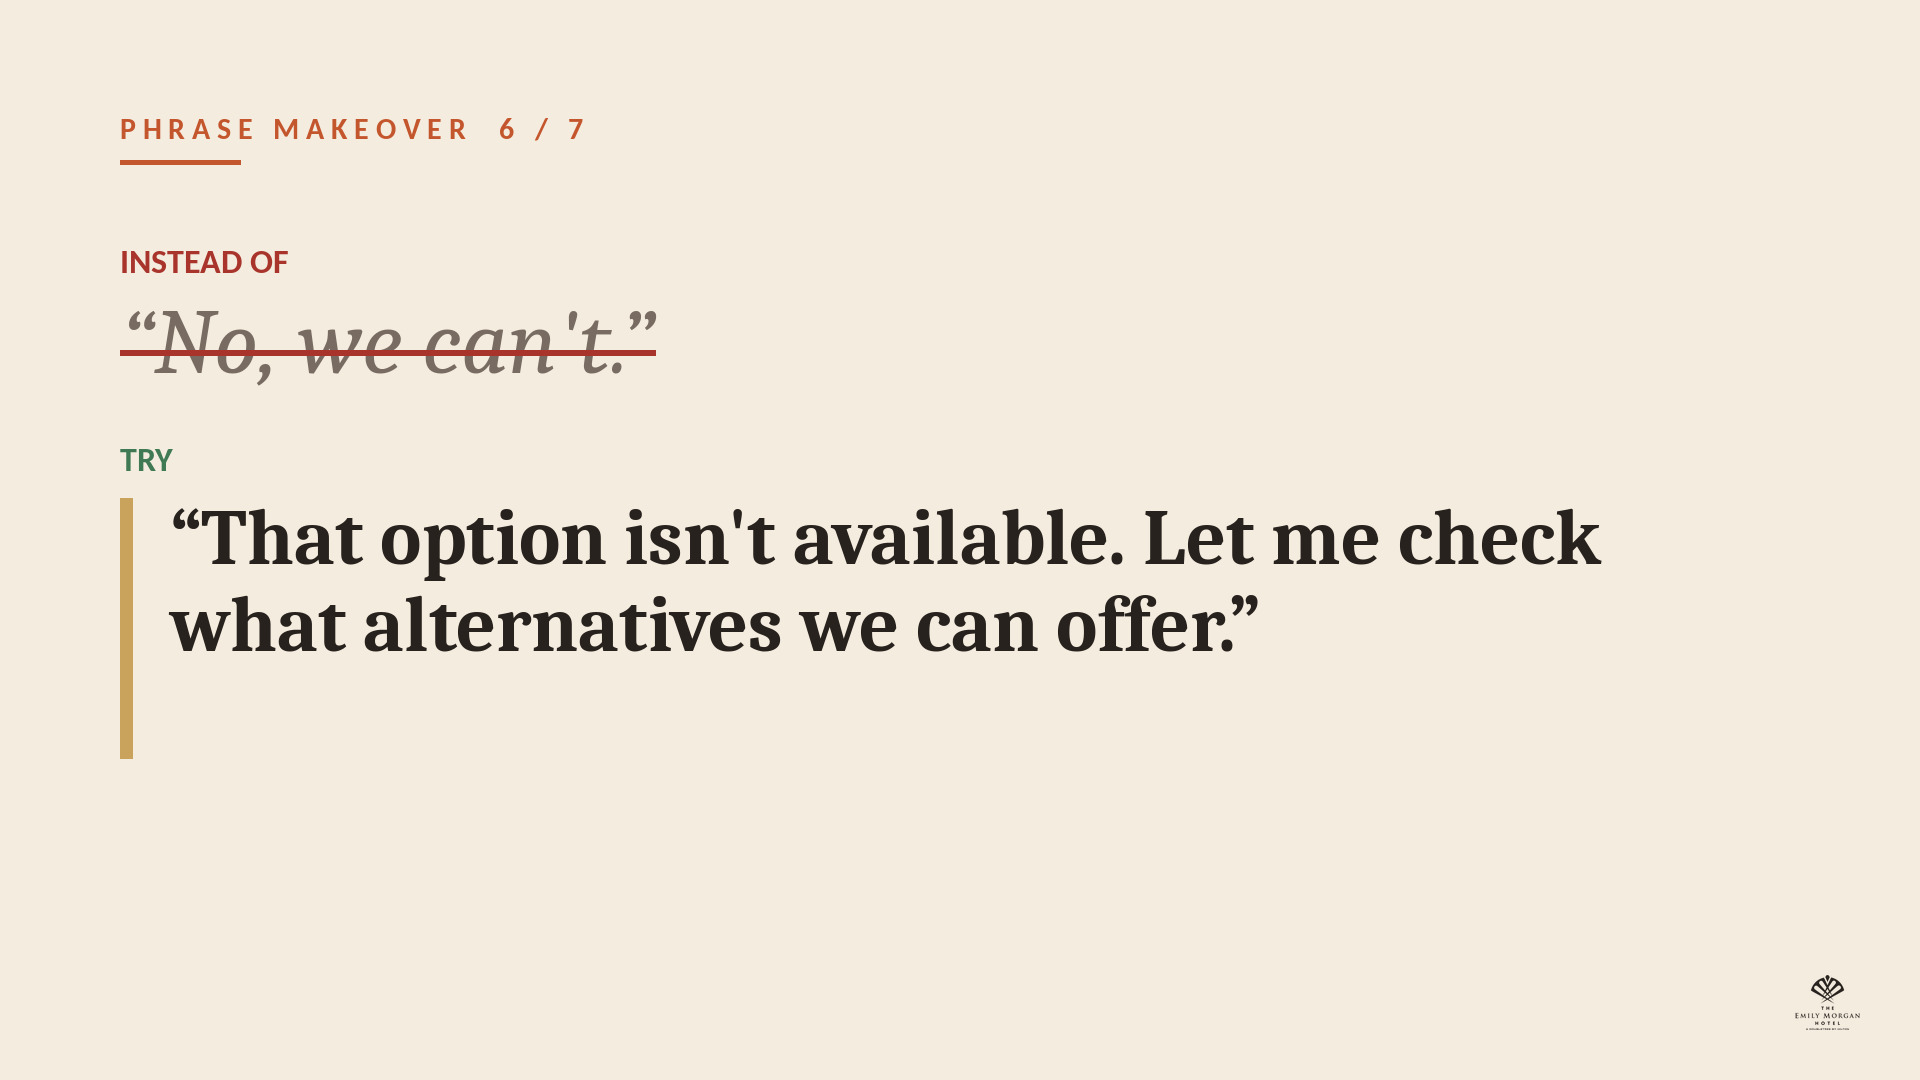 PHRASE MAKEOVER 6 / 7
INSTEAD OF
“No, we can't.”
TRY
“That option isn't available. Let me check
what alternatives we can offer.”
THE
EMILY MORGAN
HOTEL